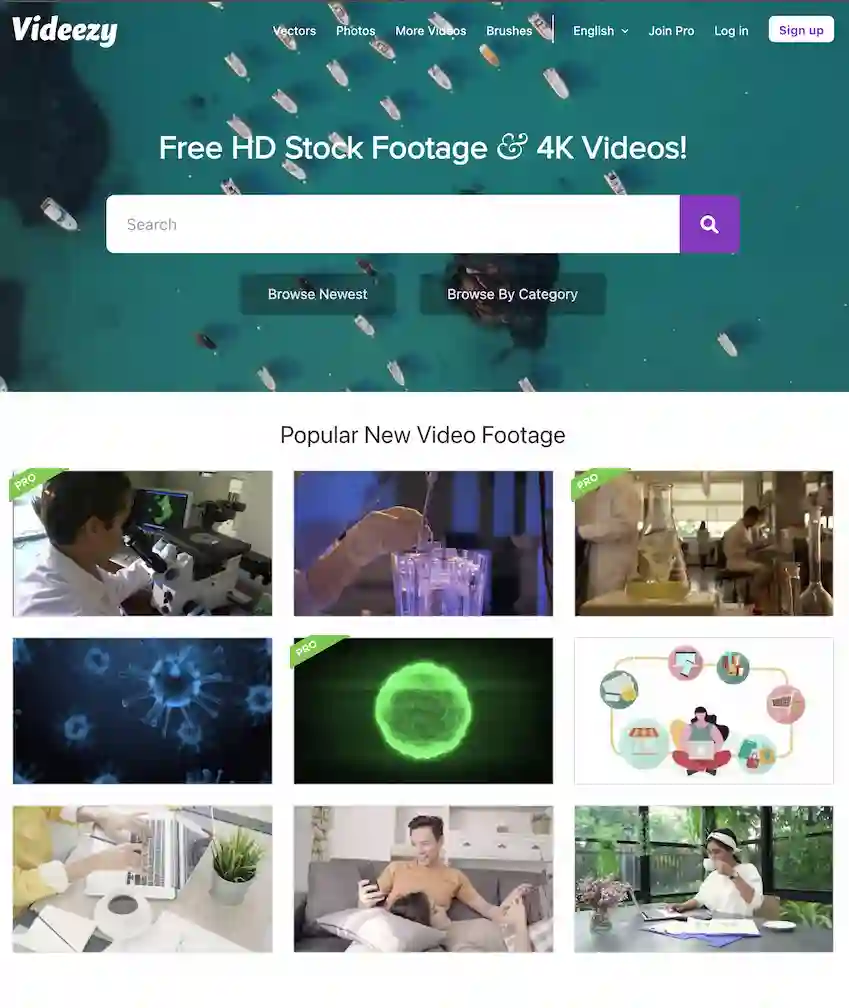 Videezy
Vectors Photos More Videos Brushes English Join Pro Log in Sign up
Free HD Stock Footage & 4K Videos!
Search
Browse Newest Browse By Category
Popular New Video Footage
PRO PRO
PRO